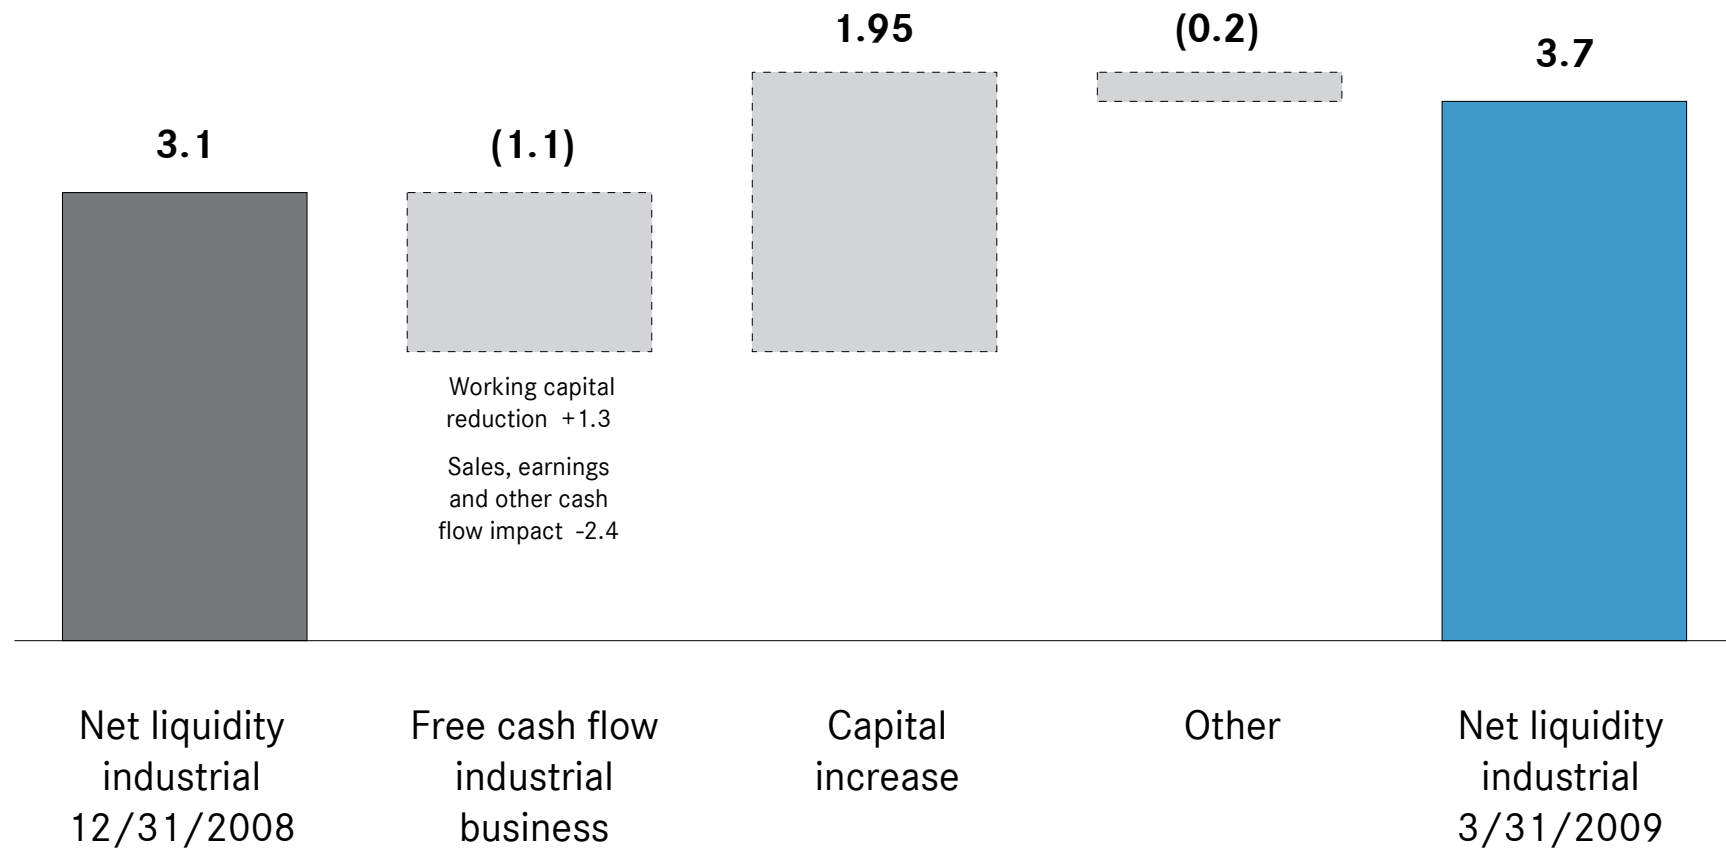 1.95
(0.2)
3.7
3.1
(1.1)
Working capital
reduction +1.3
Sales, earnings
and other cash
flow impact -2.4
Net liquidity
industrial
12/31/2008
Free cash flow
industrial
business
Capital
increase
Other
Net liquidity
industrial
3/31/2009